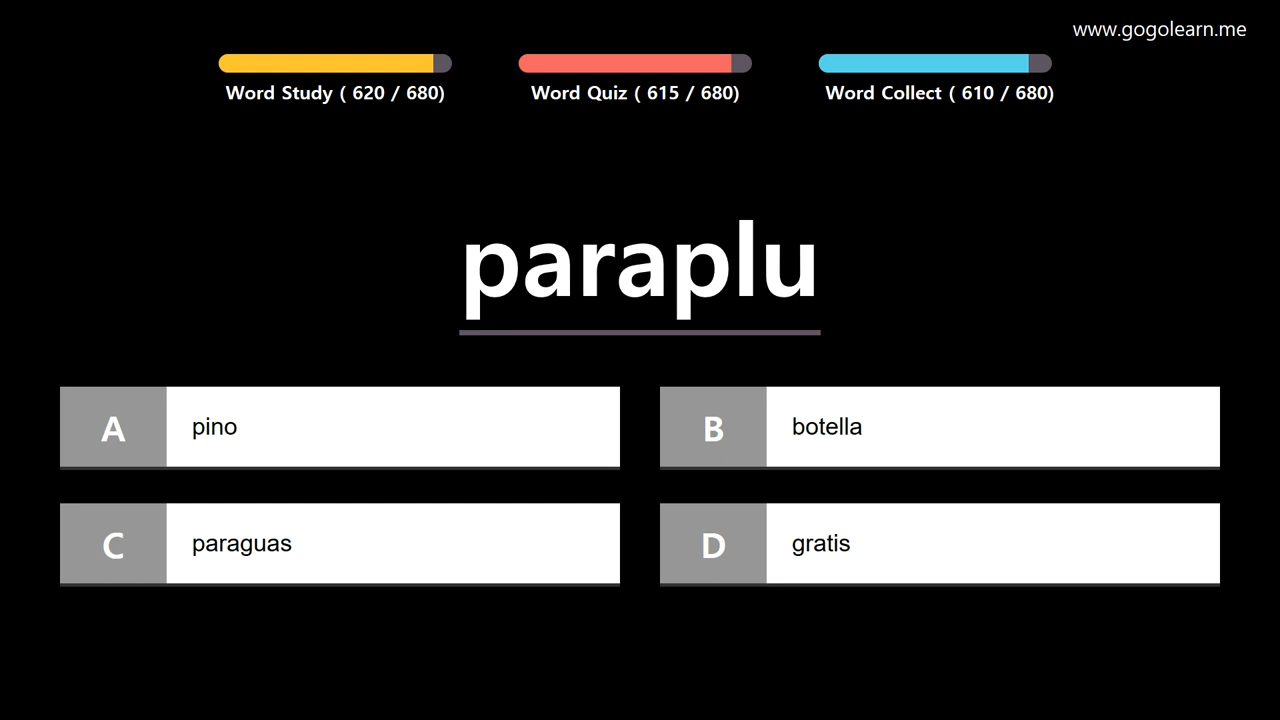 www.gogolearn.me
Word Study ( 620 / 680)
Word Quiz ( 615 / 680)
Word Collect ( 610 / 680)
paraplu
A pino
B botella
C paraguas
D gratis